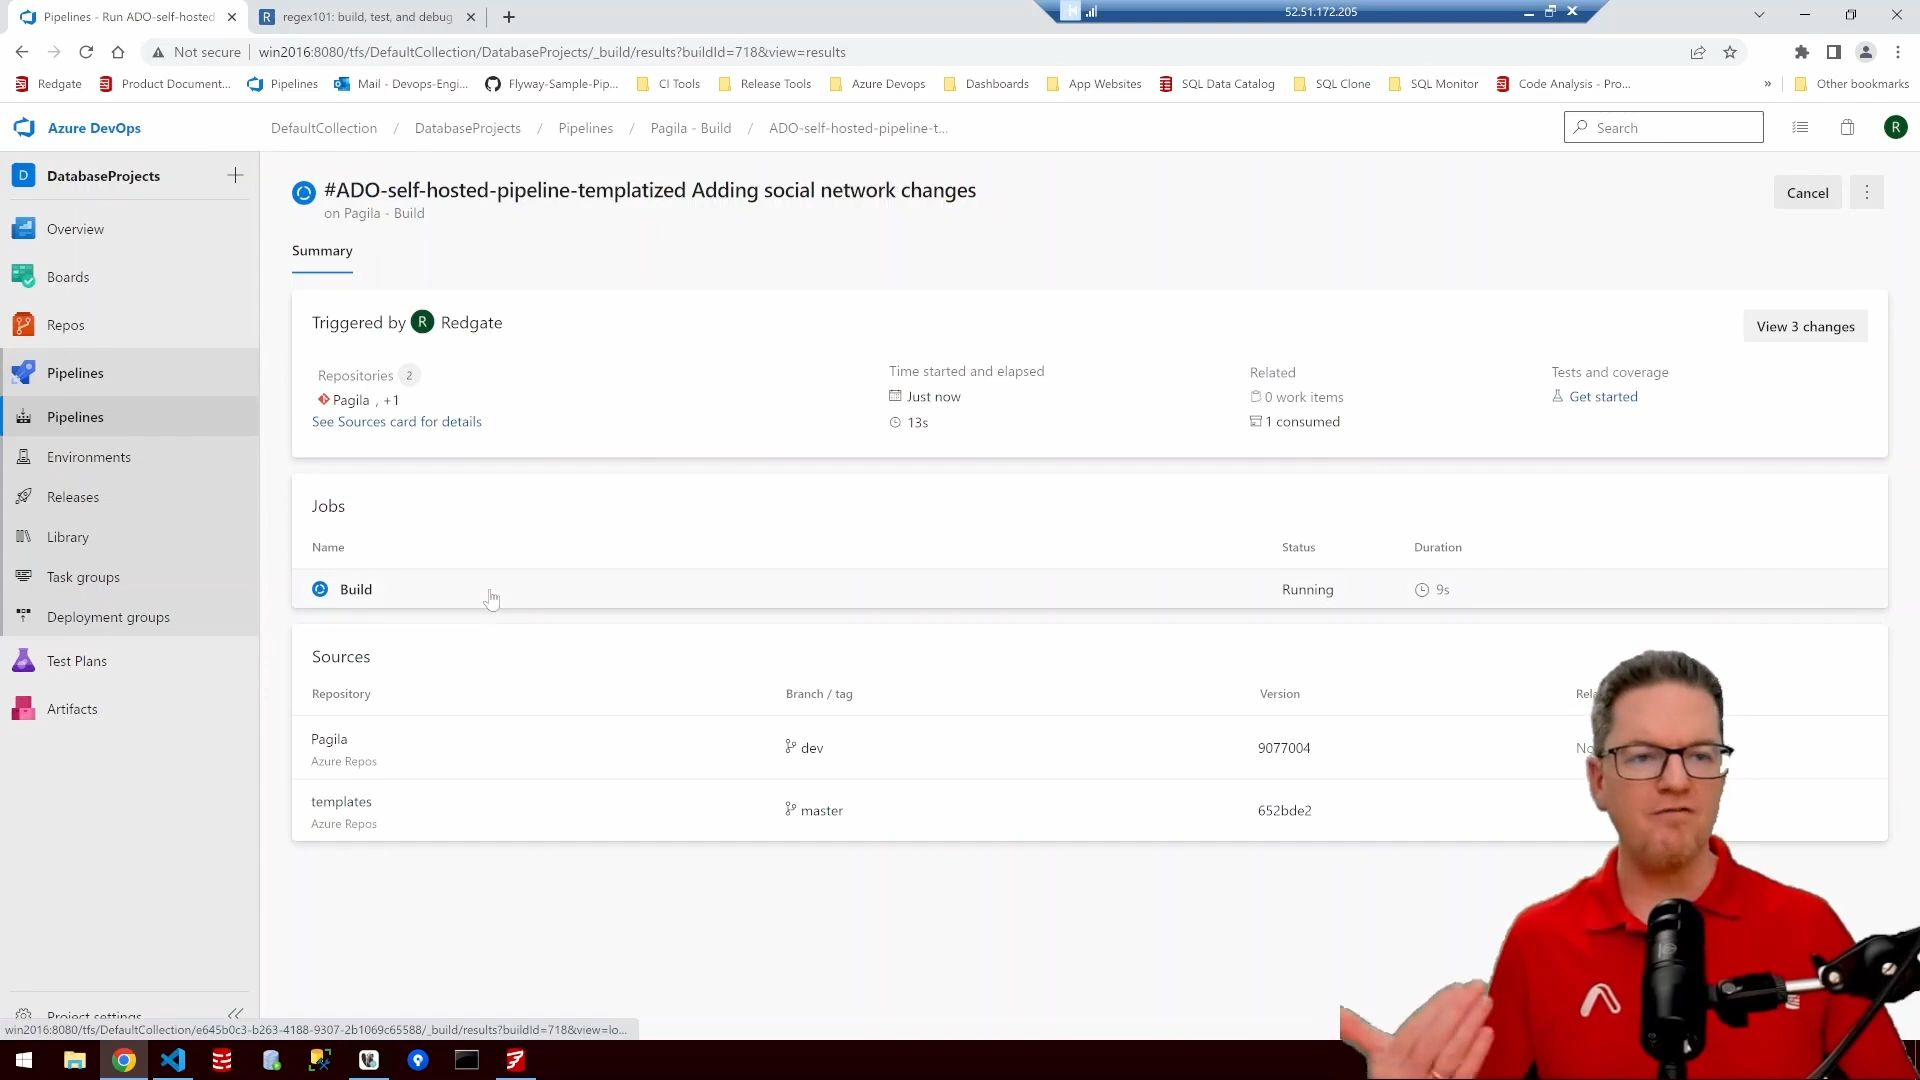 Pipelines - Run ADO-self-hosted
regex101: build, test, and debug
52.51.172.205
Not secure
win2016:8080/tfs/DefaultCollection/DatabaseProjects/_build/results?buildId=718&view=results
Redgate
Product Document...
Pipelines
Mail - Devops-Engi...
Flyway-Sample-Pip...
CI Tools
Release Tools
Azure Devops
Dashboards
App Websites
SQL Data Catalog
SQL Clone
SQL Monitor
Code Analysis - Pro...
»
Other bookmarks
Azure DevOps
DefaultCollection / DatabaseProjects / Pipelines / Pagila - Build / ADO-self-hosted-pipeline-t...
Search
R
D DatabaseProjects
Overview
Boards
Repos
Pipelines
Pipelines
Environments
Releases
Library
Task groups
Deployment groups
Test Plans
Artifacts
Project settings
#ADO-self-hosted-pipeline-templatized Adding social network changes
on Pagila - Build
Cancel
Summary
Triggered by R Redgate
View 3 changes
Repositories 2
Pagila , +1
See Sources card for details
Time started and elapsed
Just now
13s
Related
0 work items
1 consumed
Tests and coverage
Get started
Jobs
Name Status Duration
Build Running 9s
Sources
Repository Branch / tag Version
Pagila dev 9077004
Azure Repos
templates master 652bde2
Azure Repos
win2016:8080/tfs/DefaultCollection/e645b0c3-b263-4188-9307-2b1069c65588/_build/results?buildId=718&view=lo...